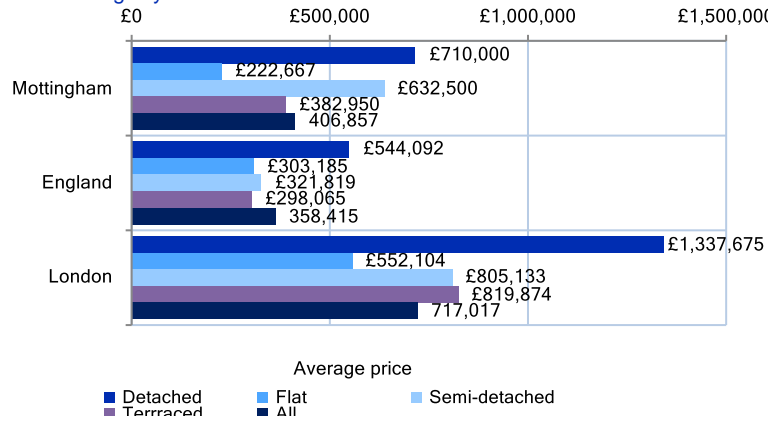 £0 £500,000 £1,000,000 £1,500,000
£710,000
£222,667
Mottingham £632,500
£382,950
406,857
£544,092
£303,185
England £321,819
£298,065
358,415
£1,337,675
£552,104
London £805,133
£819,874
717,017
Average price
Detached Flat Semi-detached
Terrraced All